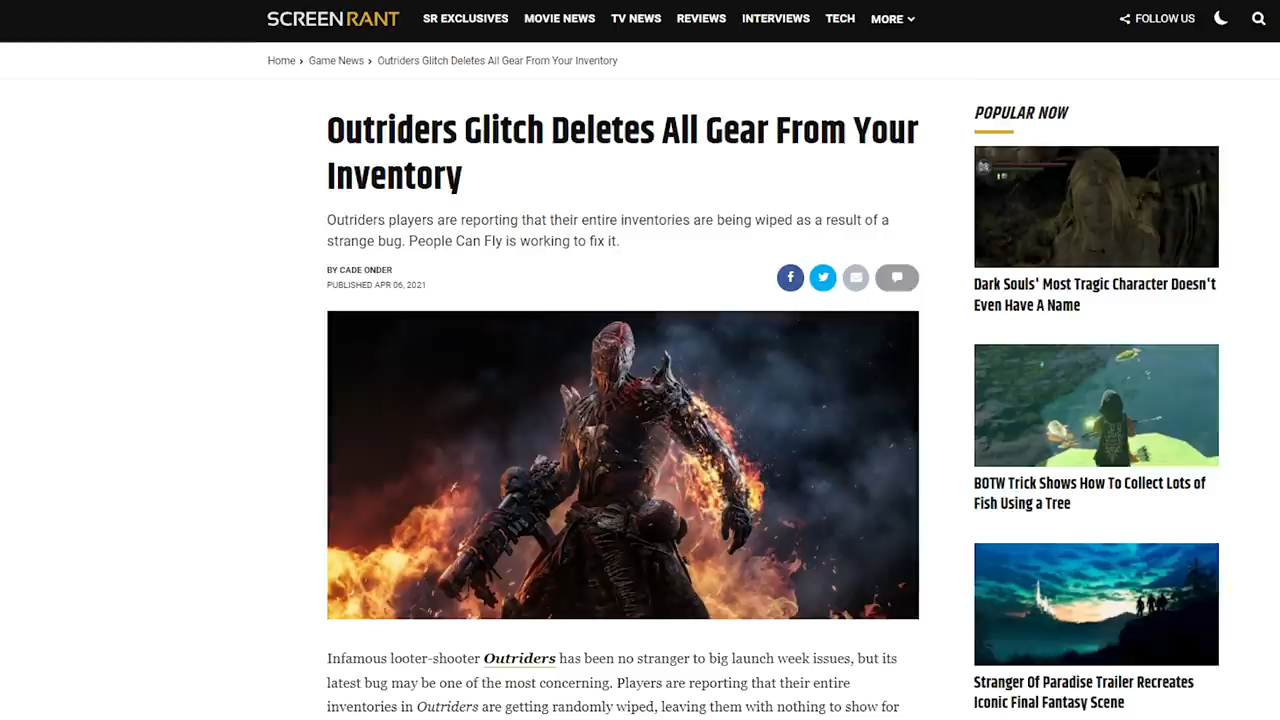 SCREENRANT SR EXCLUSIVES MOVIE NEWS TV NEWS REVIEWS INTERVIEWS TECH MORE FOLLOW US
Home › Game News › Outriders Glitch Deletes All Gear From Your Inventory
Outriders Glitch Deletes All Gear From Your
Inventory
Outriders players are reporting that their entire inventories are being wiped as a result of a
strange bug. People Can Fly is working to fix it.
BY CADE ONDER
PUBLISHED APR 06, 2021
Infamous looter-shooter Outriders has been no stranger to big launch week issues, but its
latest bug may be one of the most concerning. Players are reporting that their entire
inventories in Outriders are getting randomly wiped, leaving them with nothing to show for
POPULAR NOW
Dark Souls' Most Tragic Character Doesn't
Even Have A Name
BOTW Trick Shows How To Collect Lots of
Fish Using a Tree
Stranger Of Paradise Trailer Recreates
Iconic Final Fantasy Scene